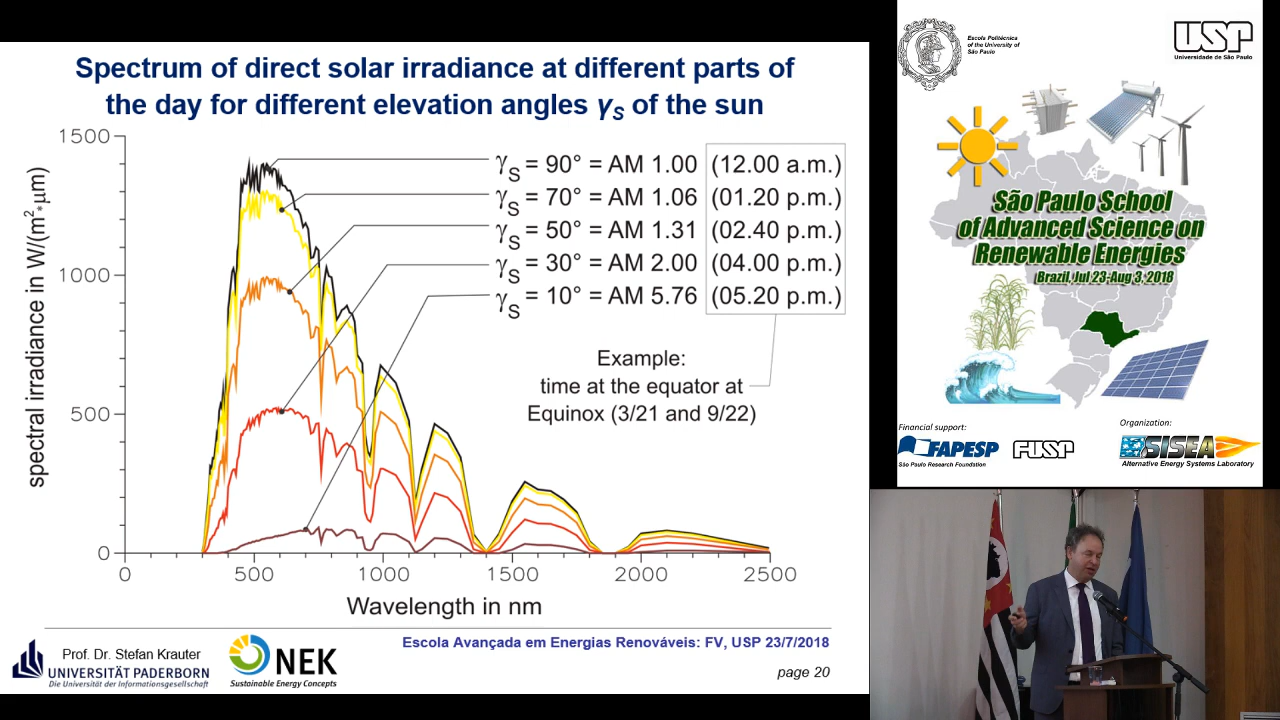 Spectrum of direct solar irradiance at different parts of
the day for different elevation angles γS of the sun
1500
1000
500
0
spectral irradiance in W/(m²*μm)
γS = 90° = AM 1.00 (12.00 a.m.)
γS = 70° = AM 1.06 (01.20 p.m.)
γS = 50° = AM 1.31 (02.40 p.m.)
γS = 30° = AM 2.00 (04.00 p.m.)
γS = 10° = AM 5.76 (05.20 p.m.)
Example:
time at the equator at
Equinox (3/21 and 9/22)
0 500 1000 1500 2000 2500
Wavelength in nm
Escola Avançada em Energias Renováveis: FV, USP 23/7/2018
Prof. Dr. Stefan Krauter
UNIVERSITÄT PADERBORN
Die Universität der Informationsgesellschaft
NEK
Sustainable Energy Concepts
page 20
Escola Politécnica
of the University of
São Paulo
USP
Universidade de São Paulo
São Paulo School
of Advanced Science on
Renewable Energies
Brazil, Jul 23-Aug 3, 2018
Financial support:
FAPESP
São Paulo Research Foundation
FUSP
Organization:
SISEA
Alternative Energy Systems Laboratory